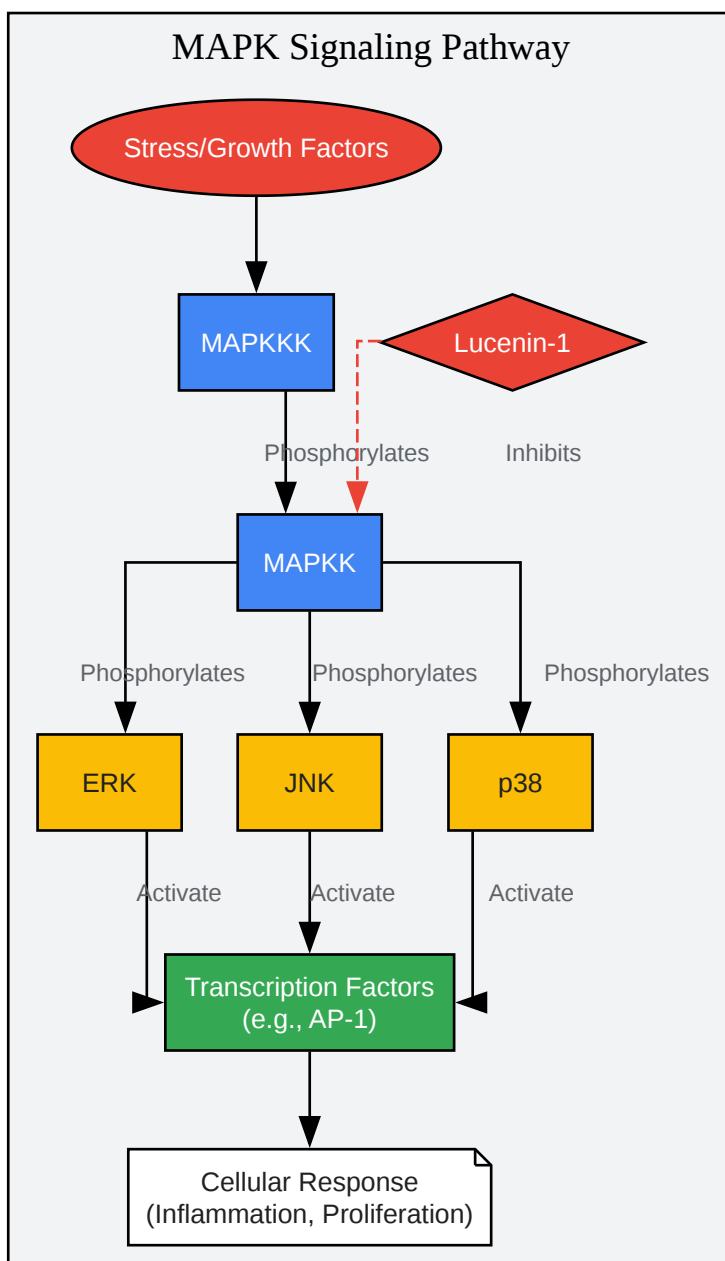 MAPK Signaling Pathway
Stress/Growth Factors
MAPKKK
Lucenin-1
Phosphorylates
Inhibits
MAPKK
Phosphorylates
Phosphorylates
Phosphorylates
ERK
JNK
p38
Activate
Activate
Activate
Transcription Factors
(e.g., AP-1)
Cellular Response
(Inflammation, Proliferation)